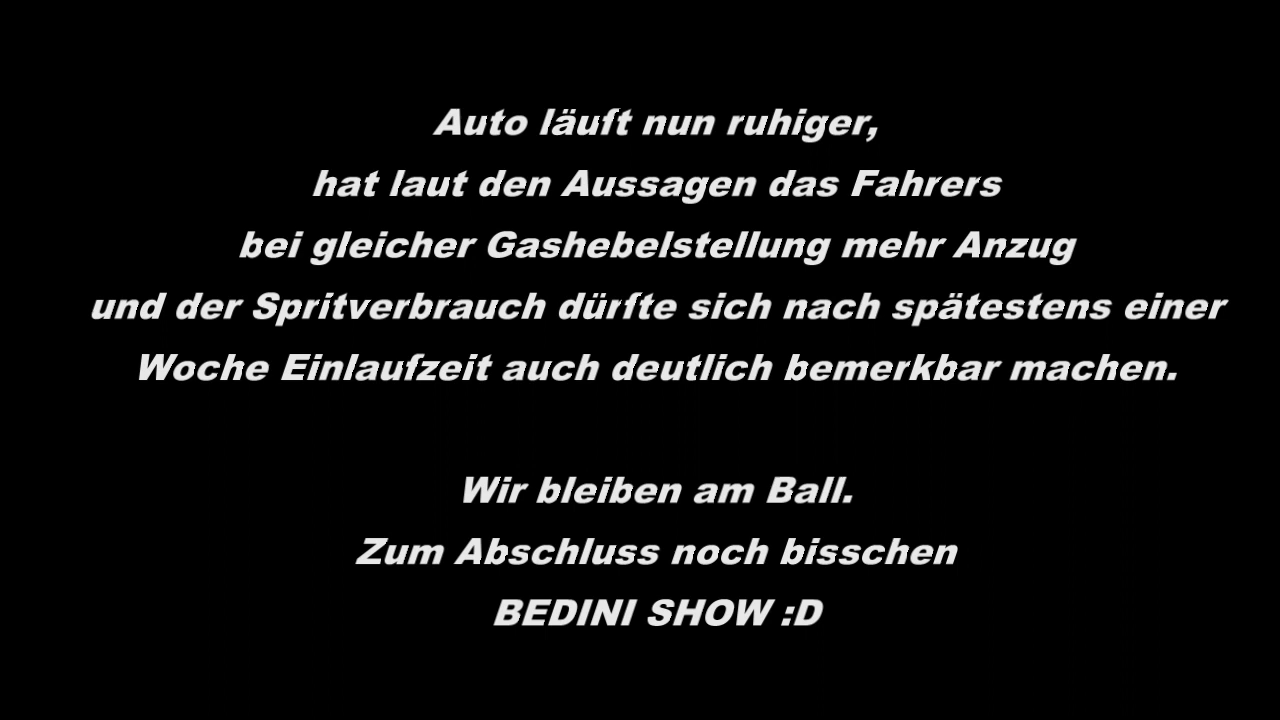 Auto läuft nun ruhiger,
hat laut den Aussagen das Fahrers
bei gleicher Gashebelstellung mehr Anzug
und der Spritverbrauch dürfte sich nach spätestens einer
Woche Einlaufzeit auch deutlich bemerkbar machen.
Wir bleiben am Ball.
Zum Abschluss noch bisschen
BEDINI SHOW :D